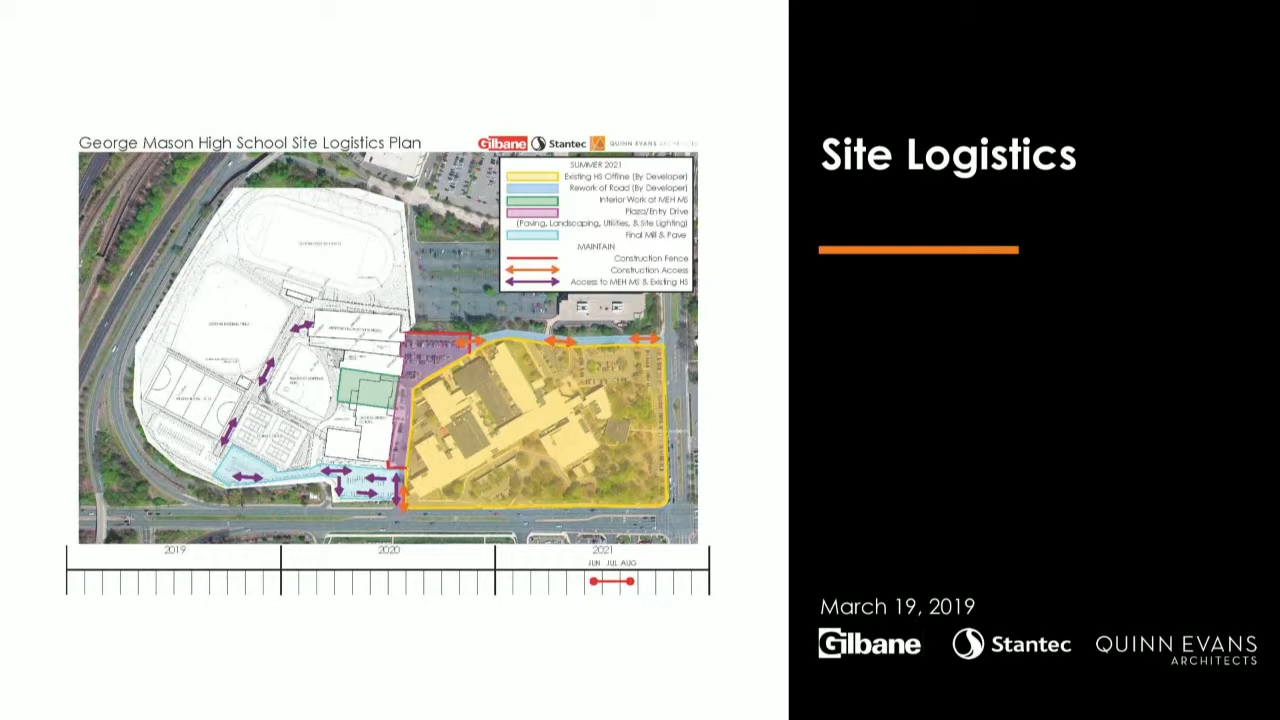 George Mason High School Site Logistics Plan
Gilbane Stantec QUINN EVANS ARCHITECTS
SUMMER 2021
Existing HS Offline (By Developer)
Rework of Road (By Developer)
Interior Work at MEH MS
Plaza/Entry Drive
(Paving, Landscaping, Utilities, & Site Lighting)
Final Mill & Pave
MAINTAIN
Construction Fence
Construction Access
Access to MEH MS & Existing HS
2019 2020 2021
JUN JUL AUG
Site Logistics
March 19, 2019
Gilbane Stantec QUINN EVANS
ARCHITECTS